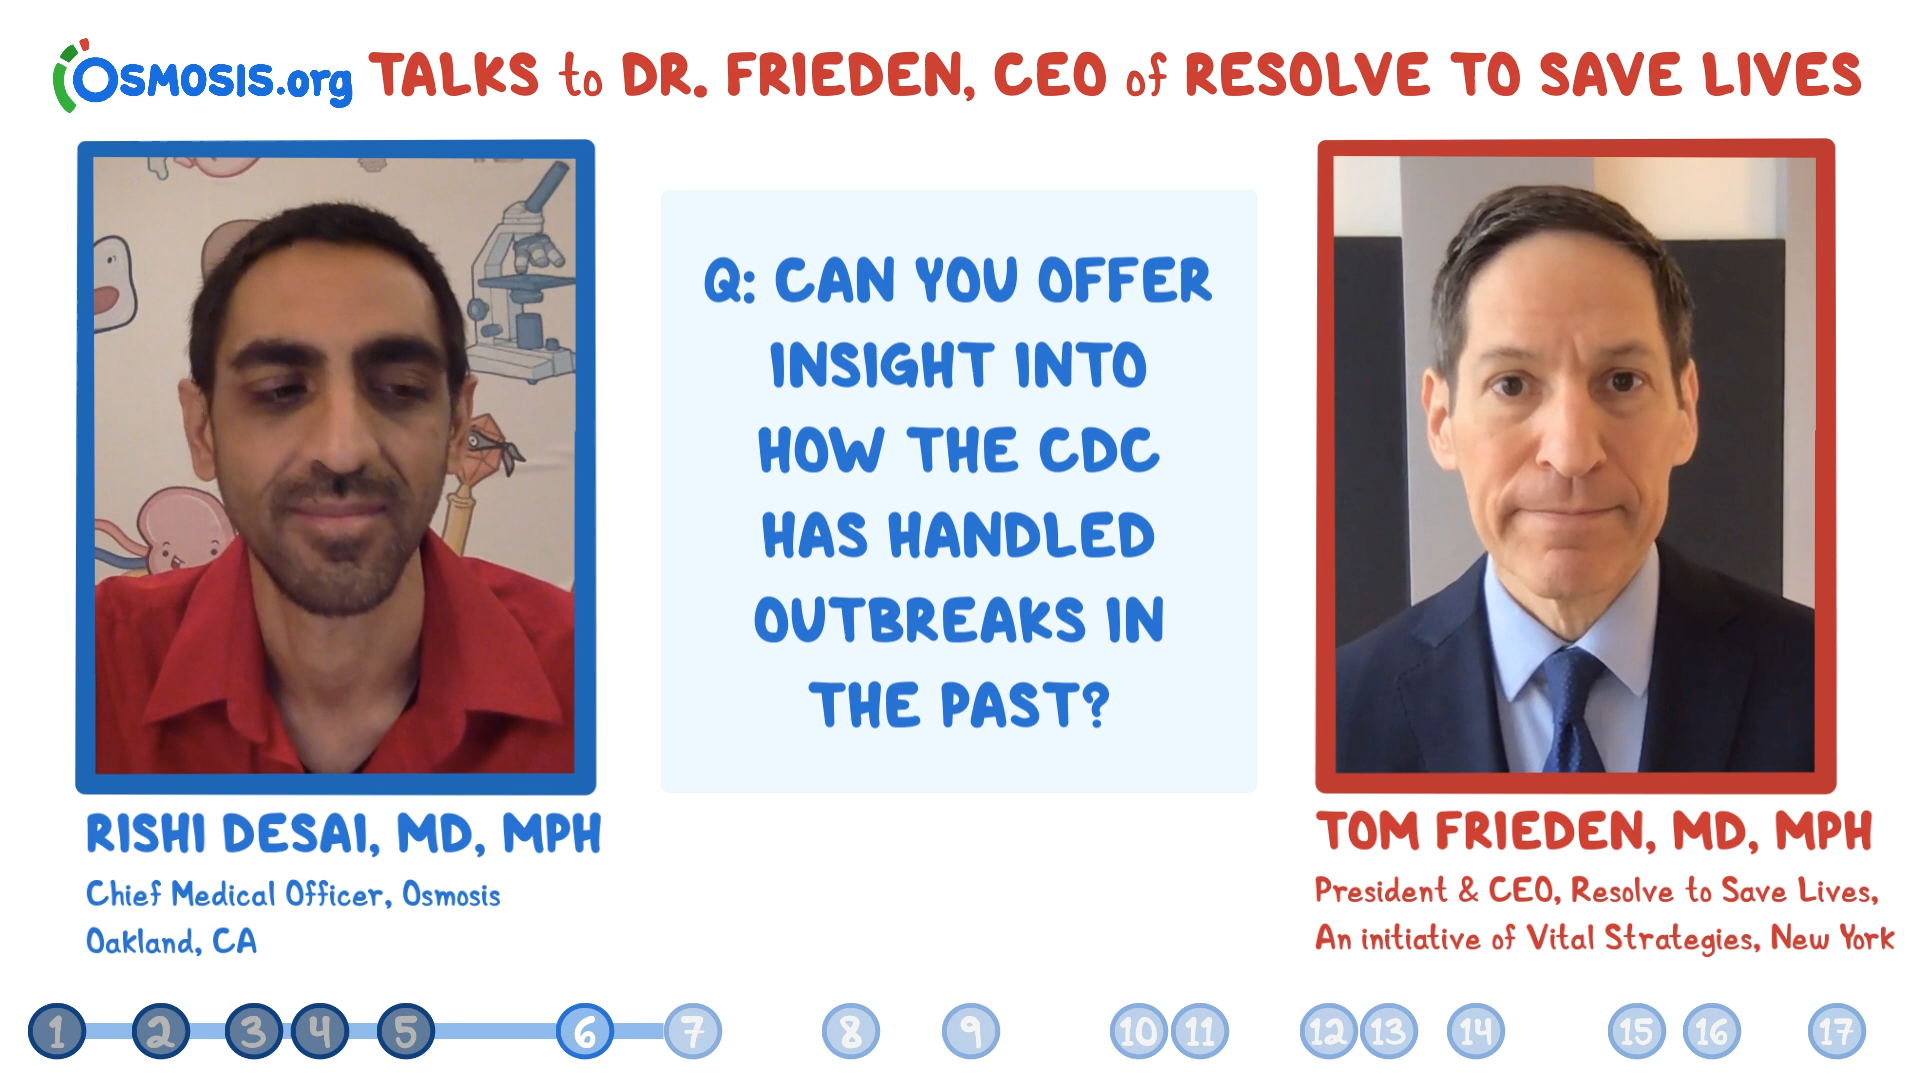 OSMOSIS.org TALKS to DR. FRIEDEN, CEO of RESOLVE TO SAVE LIVES
Q: CAN YOU OFFER
INSIGHT INTO
HOW THE CDC
HAS HANDLED
OUTBREAKS IN
THE PAST?
RISHI DESAI, MD, MPH
Chief Medical Officer, Osmosis
Oakland, CA
TOM FRIEDEN, MD, MPH
President & CEO, Resolve to Save Lives,
An initiative of Vital Strategies, New York
1 2 3 4 5 6 7 8 9 10 11 12 13 14 15 16 17